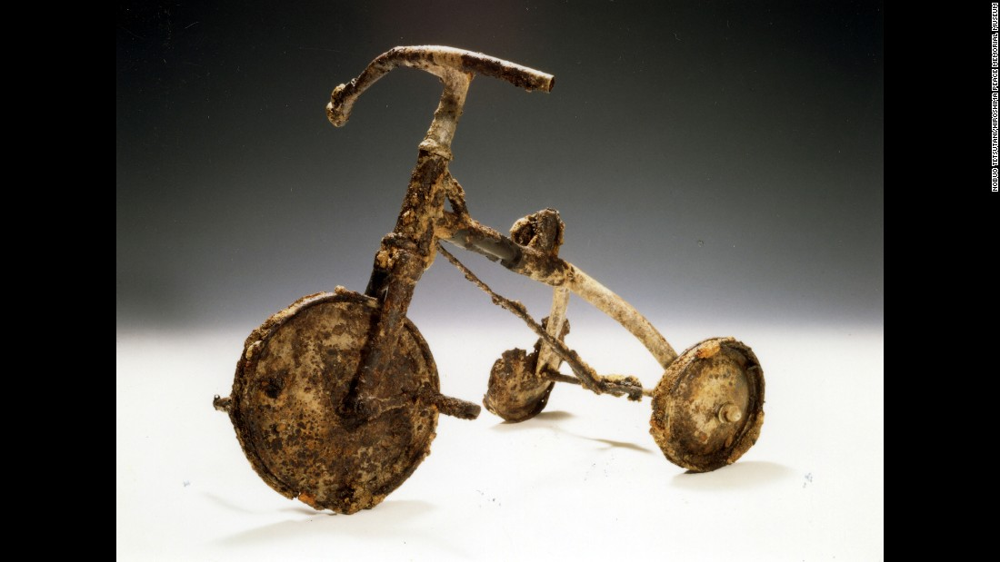 NOBUO TETSUTANI/HIROSHIMA PEACE MEMORIAL MUSEUM